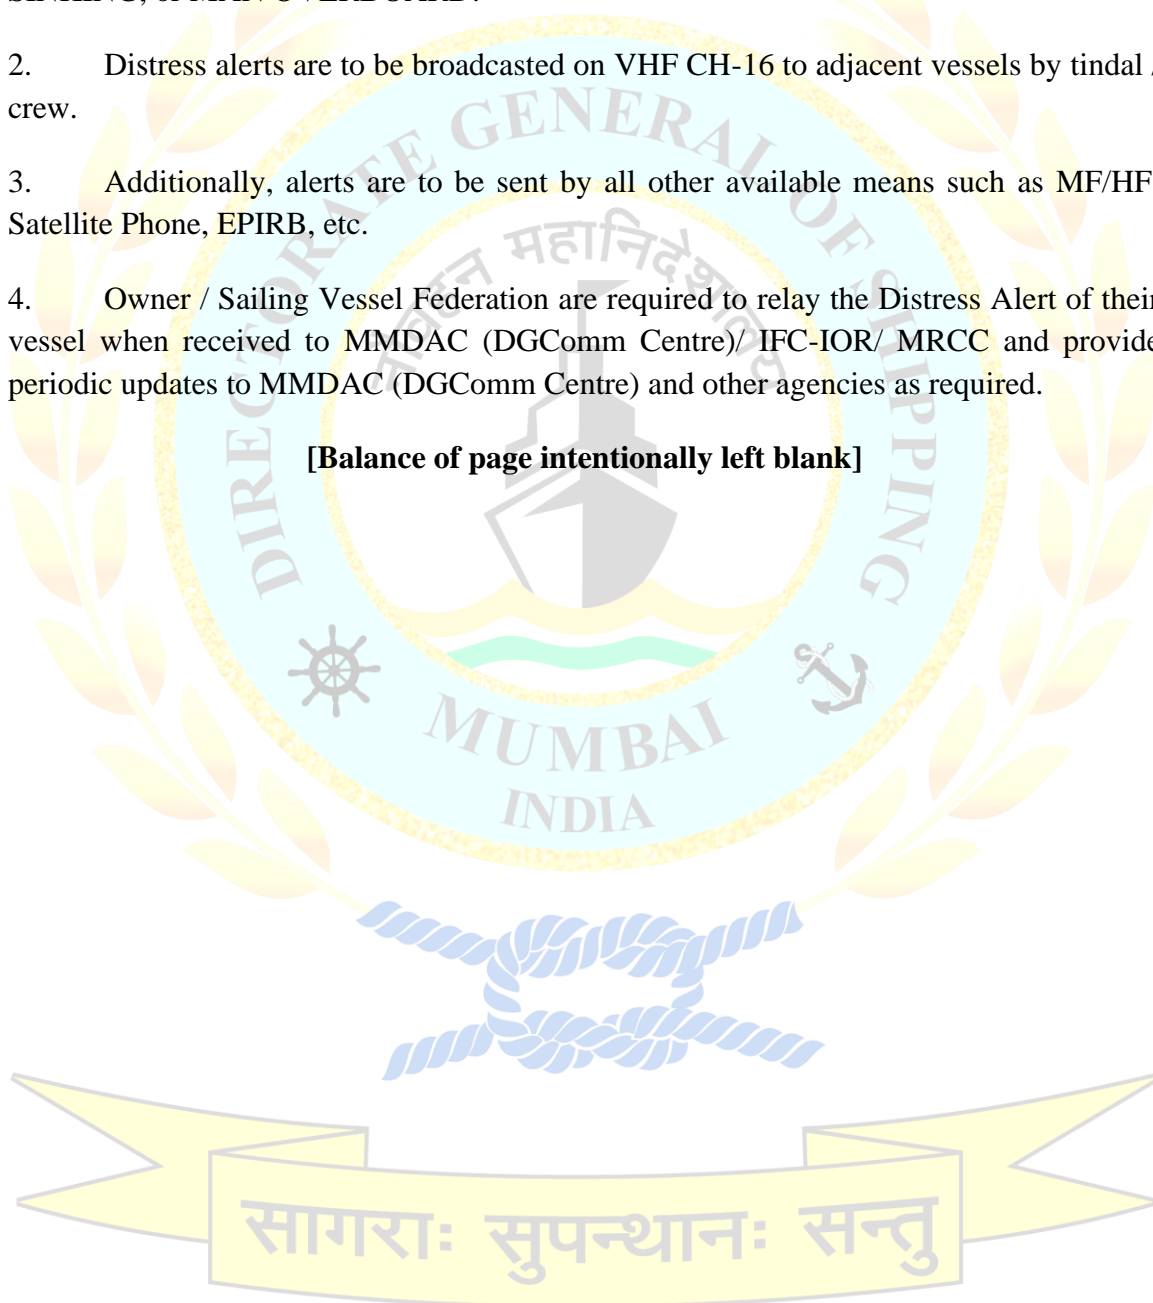 2. Distress alerts are to be broadcasted on VHF CH-16 to adjacent vessels by tindal /
crew.
3. Additionally, alerts are to be sent by all other available means such as MF/HF
Satellite Phone, EPIRB, etc.
4. Owner / Sailing Vessel Federation are required to relay the Distress Alert of their
vessel when received to MMDAC (DGComm Centre)/ IFC-IOR/ MRCC and provide
periodic updates to MMDAC (DGComm Centre) and other agencies as required.
[Balance of page intentionally left blank]
DIRECTORATE GENERAL OF SHIPPING
नौवहन महानिदेशालय
MUMBAI
INDIA
सागराः सुपन्थानः सन्तु